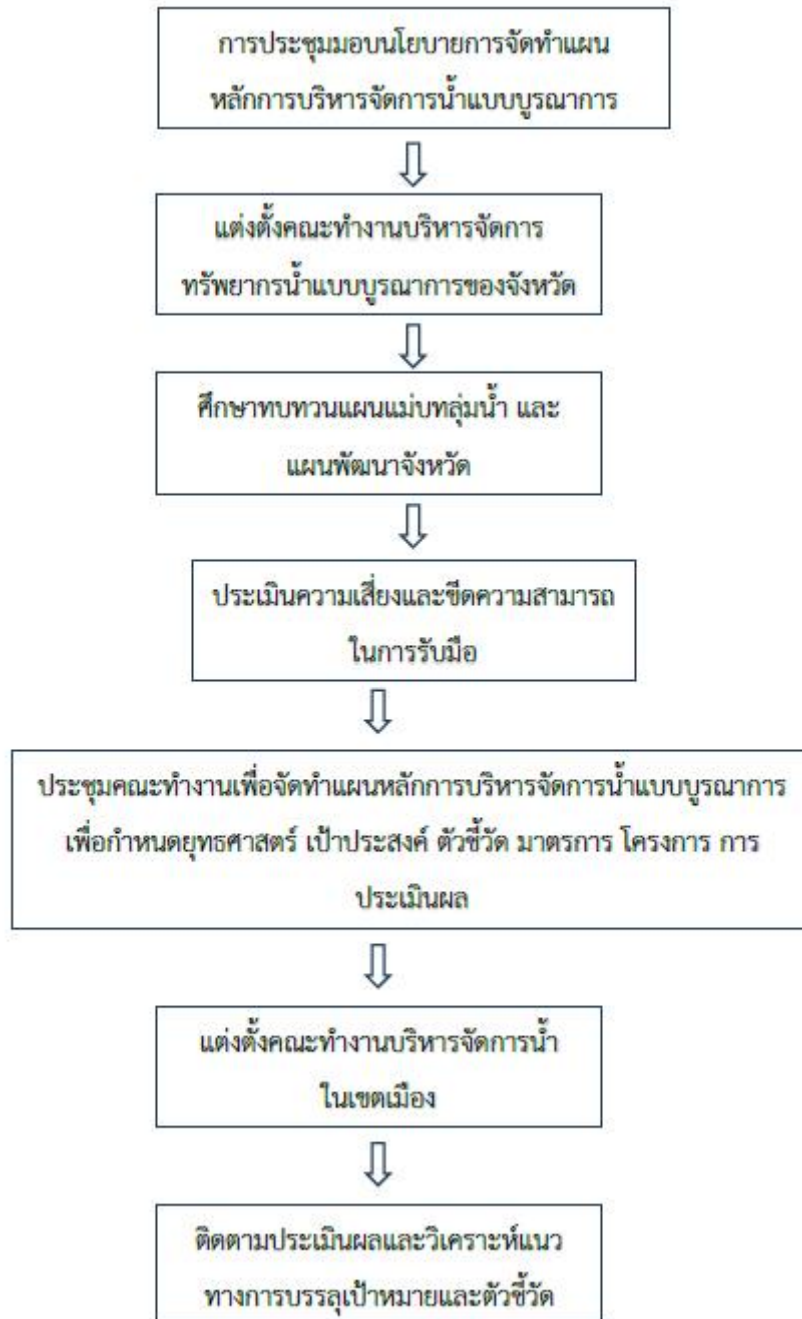 การประชุมมอบนโยบายการจัดทำแผน
หลักการบริหารจัดการน้ำแบบบูรณาการ
แต่งตั้งคณะทำงานบริหารจัดการ
ทรัพยากรน้ำแบบบูรณาการของจังหวัด
ศึกษาทบทวนแผนแม่บทลุ่มน้ำ และ
แผนพัฒนาจังหวัด
ประเมินความเสี่ยงและขีดความสามารถ
ในการรับมือ
ประชุมคณะทำงานเพื่อจัดทำแผนหลักการบริหารจัดการน้ำแบบบูรณาการ
เพื่อกำหนดยุทธศาสตร์ เป้าประสงค์ ตัวชี้วัด มาตรการ โครงการ การ
ประเมินผล
แต่งตั้งคณะทำงานบริหารจัดการน้ำ
ในเขตเมือง
ติดตามประเมินผลและวิเคราะห์แนว
ทางการบรรลุเป้าหมายและตัวชี้วัด